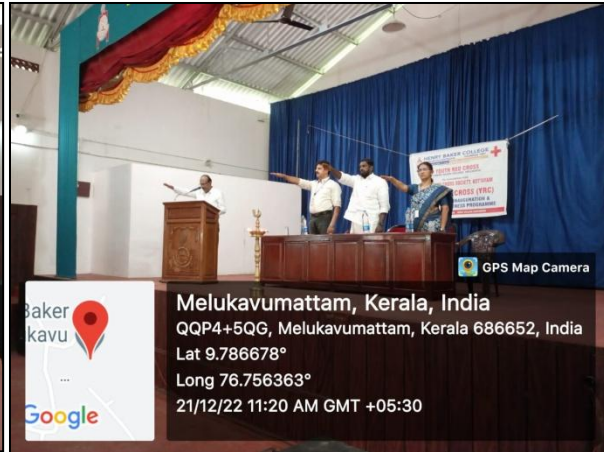 HENRY BAKER COLLEGE
YOUTH RED CROSS
CROSS (YRC)
INAUGURATION &
PROGRAMME
GPS Map Camera
Baker
kavu
Google
Melukavumattam, Kerala, India
QQP4+5QG, Melukavumattam, Kerala 686652, India
Lat 9.786678°
Long 76.756363°
21/12/22 11:20 AM GMT +05:30